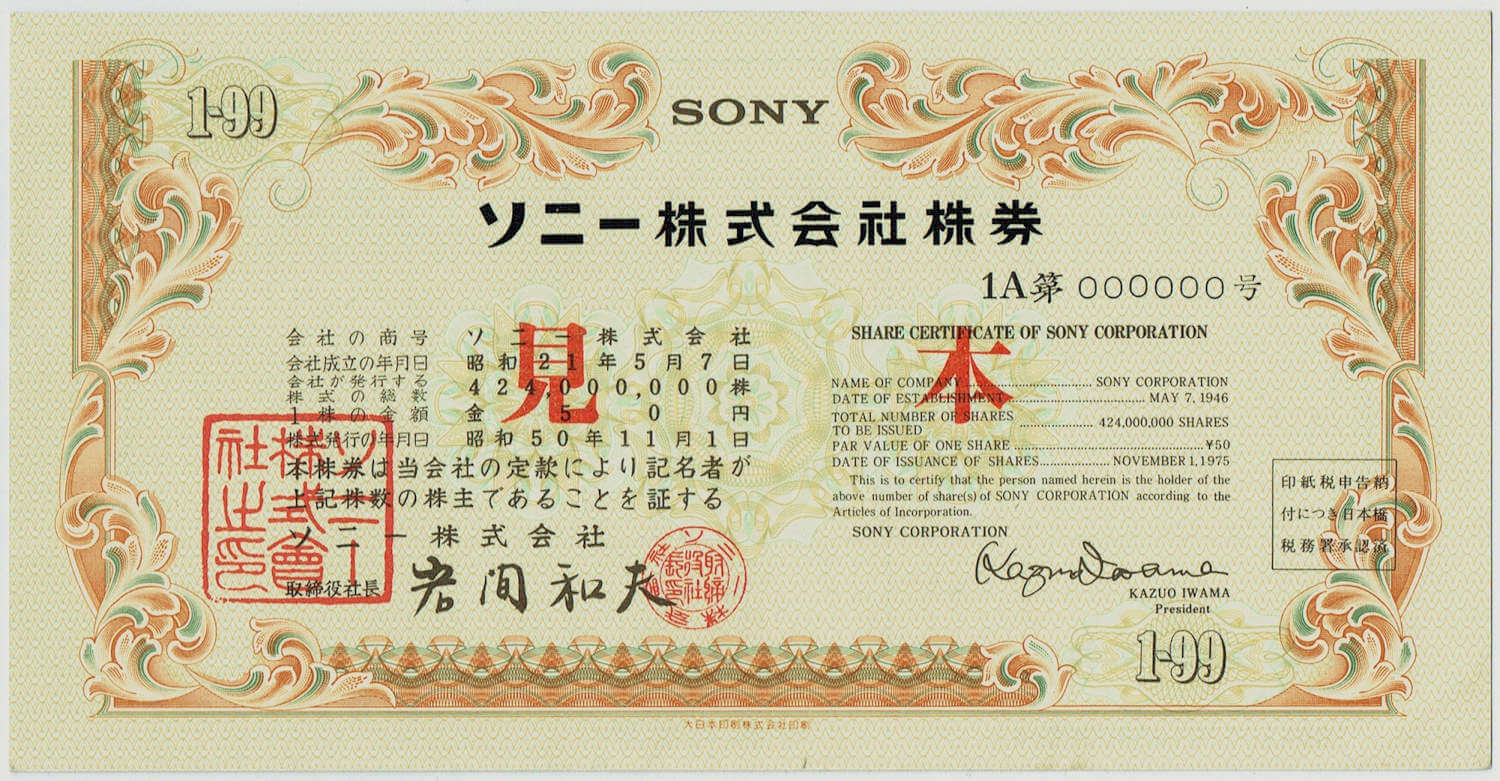 1-99
SONY
ソニー株式会社株券
1A第 000000 号
見本
会社の商号 ソニー株式会社
会社成立の年月日 昭和21年5月7日
会社が発行する
株式の総数 424,000,000株
1株の金額 金50円
株式発行の年月日 昭和50年11月1日
本株券は当会社の定款により記名者が
上記株数の株主であることを証する
ソニー株式会社
取締役社長 岩間和夫
ソニー
株式會
社之印
SHARE CERTIFICATE OF SONY CORPORATION
NAME OF COMPANY .................................. SONY CORPORATION
DATE OF ESTABLISHMENT .................................. MAY 7, 1946
TOTAL NUMBER OF SHARES
TO BE ISSUED .................... 424,000,000 SHARES
PAR VALUE OF ONE SHARE .................................. ¥50
DATE OF ISSUANCE OF SHARES .................. NOVEMBER 1, 1975
This is to certify that the person named herein is the holder of the
above number of share(s) of SONY CORPORATION according to the
Articles of Incorporation.
SONY CORPORATION
Kazuo Iwama
KAZUO IWAMA
President
印紙税申告納
付につき日本橋
税務署承認済
1-99
大日本印刷株式会社印刷